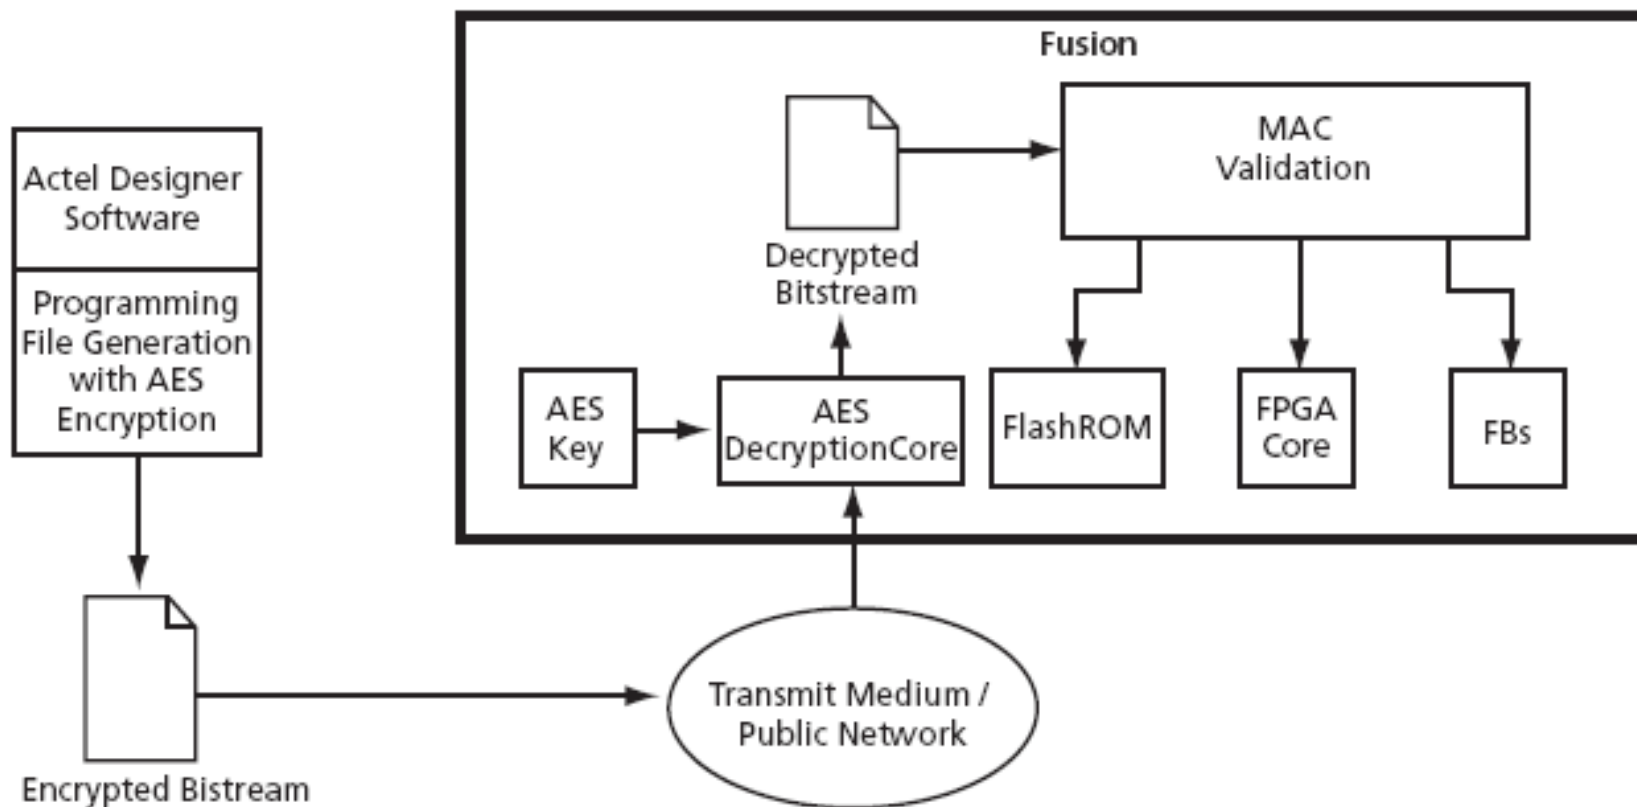 Fusion
Actel Designer
Software
Programming
File Generation
with AES
Encryption
MAC
Validation
Decrypted
Bitstream
AES
Key
AES
DecryptionCore
FlashROM
FPGA
Core
FBs
Transmit Medium /
Public Network
Encrypted Bistream